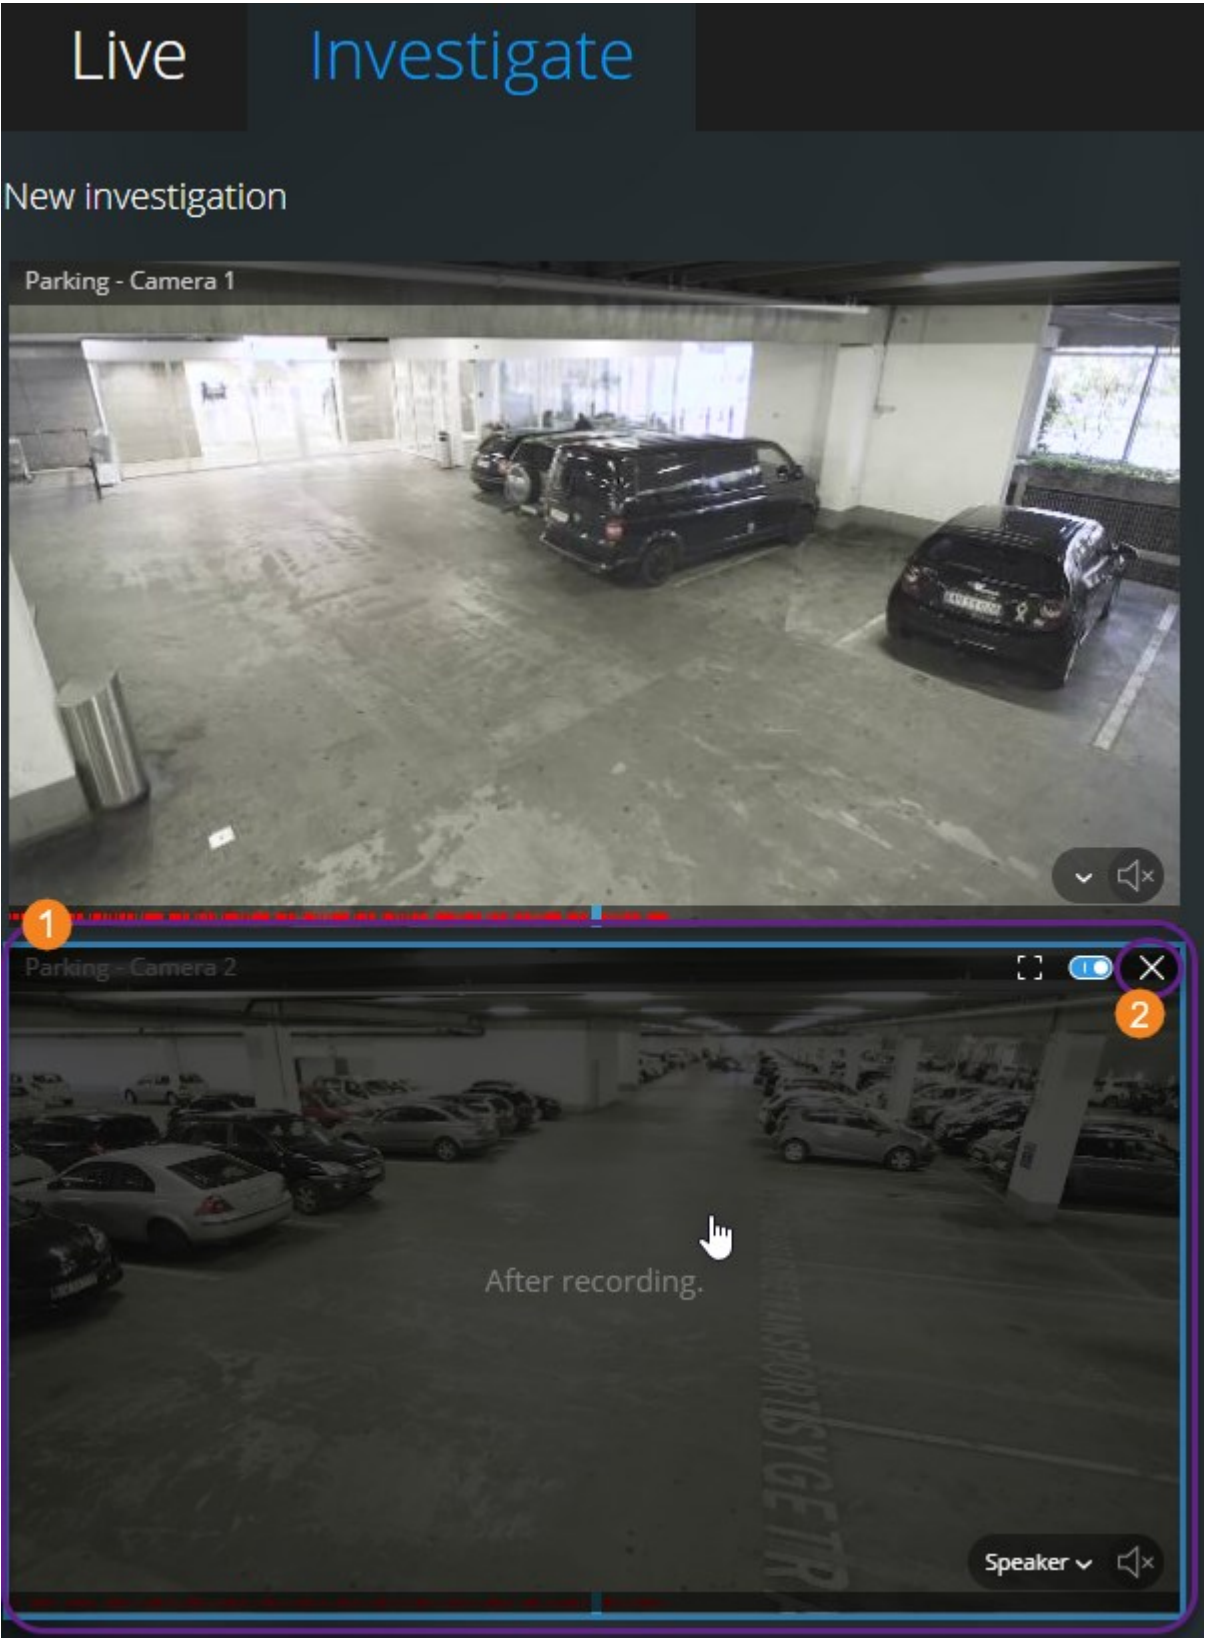 Live
Investigate
New investigation
Parking - Camera 1
1
Parking - Camera 2
2
After recording.
Speaker